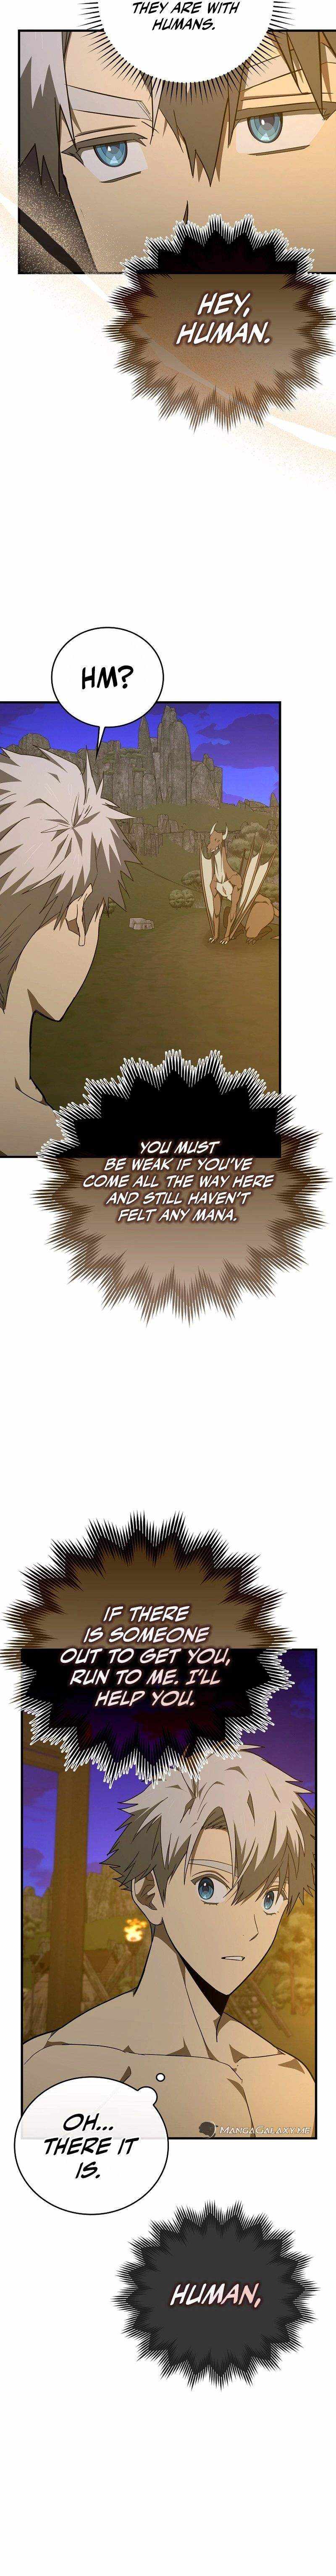 THEY ARE WITH
HUMANS.
HEY,
HUMAN.
HM?
YOU MUST
BE WEAK IF YOU'VE
COME ALL THE WAY HERE
AND STILL HAVEN'T
FELT ANY MANA.
IF THERE
IS SOMEONE
OUT TO GET YOU,
RUN TO ME. I'LL
HELP YOU.
MANGAGALAXY.ME
OH...
THERE IT
IS.
HUMAN,